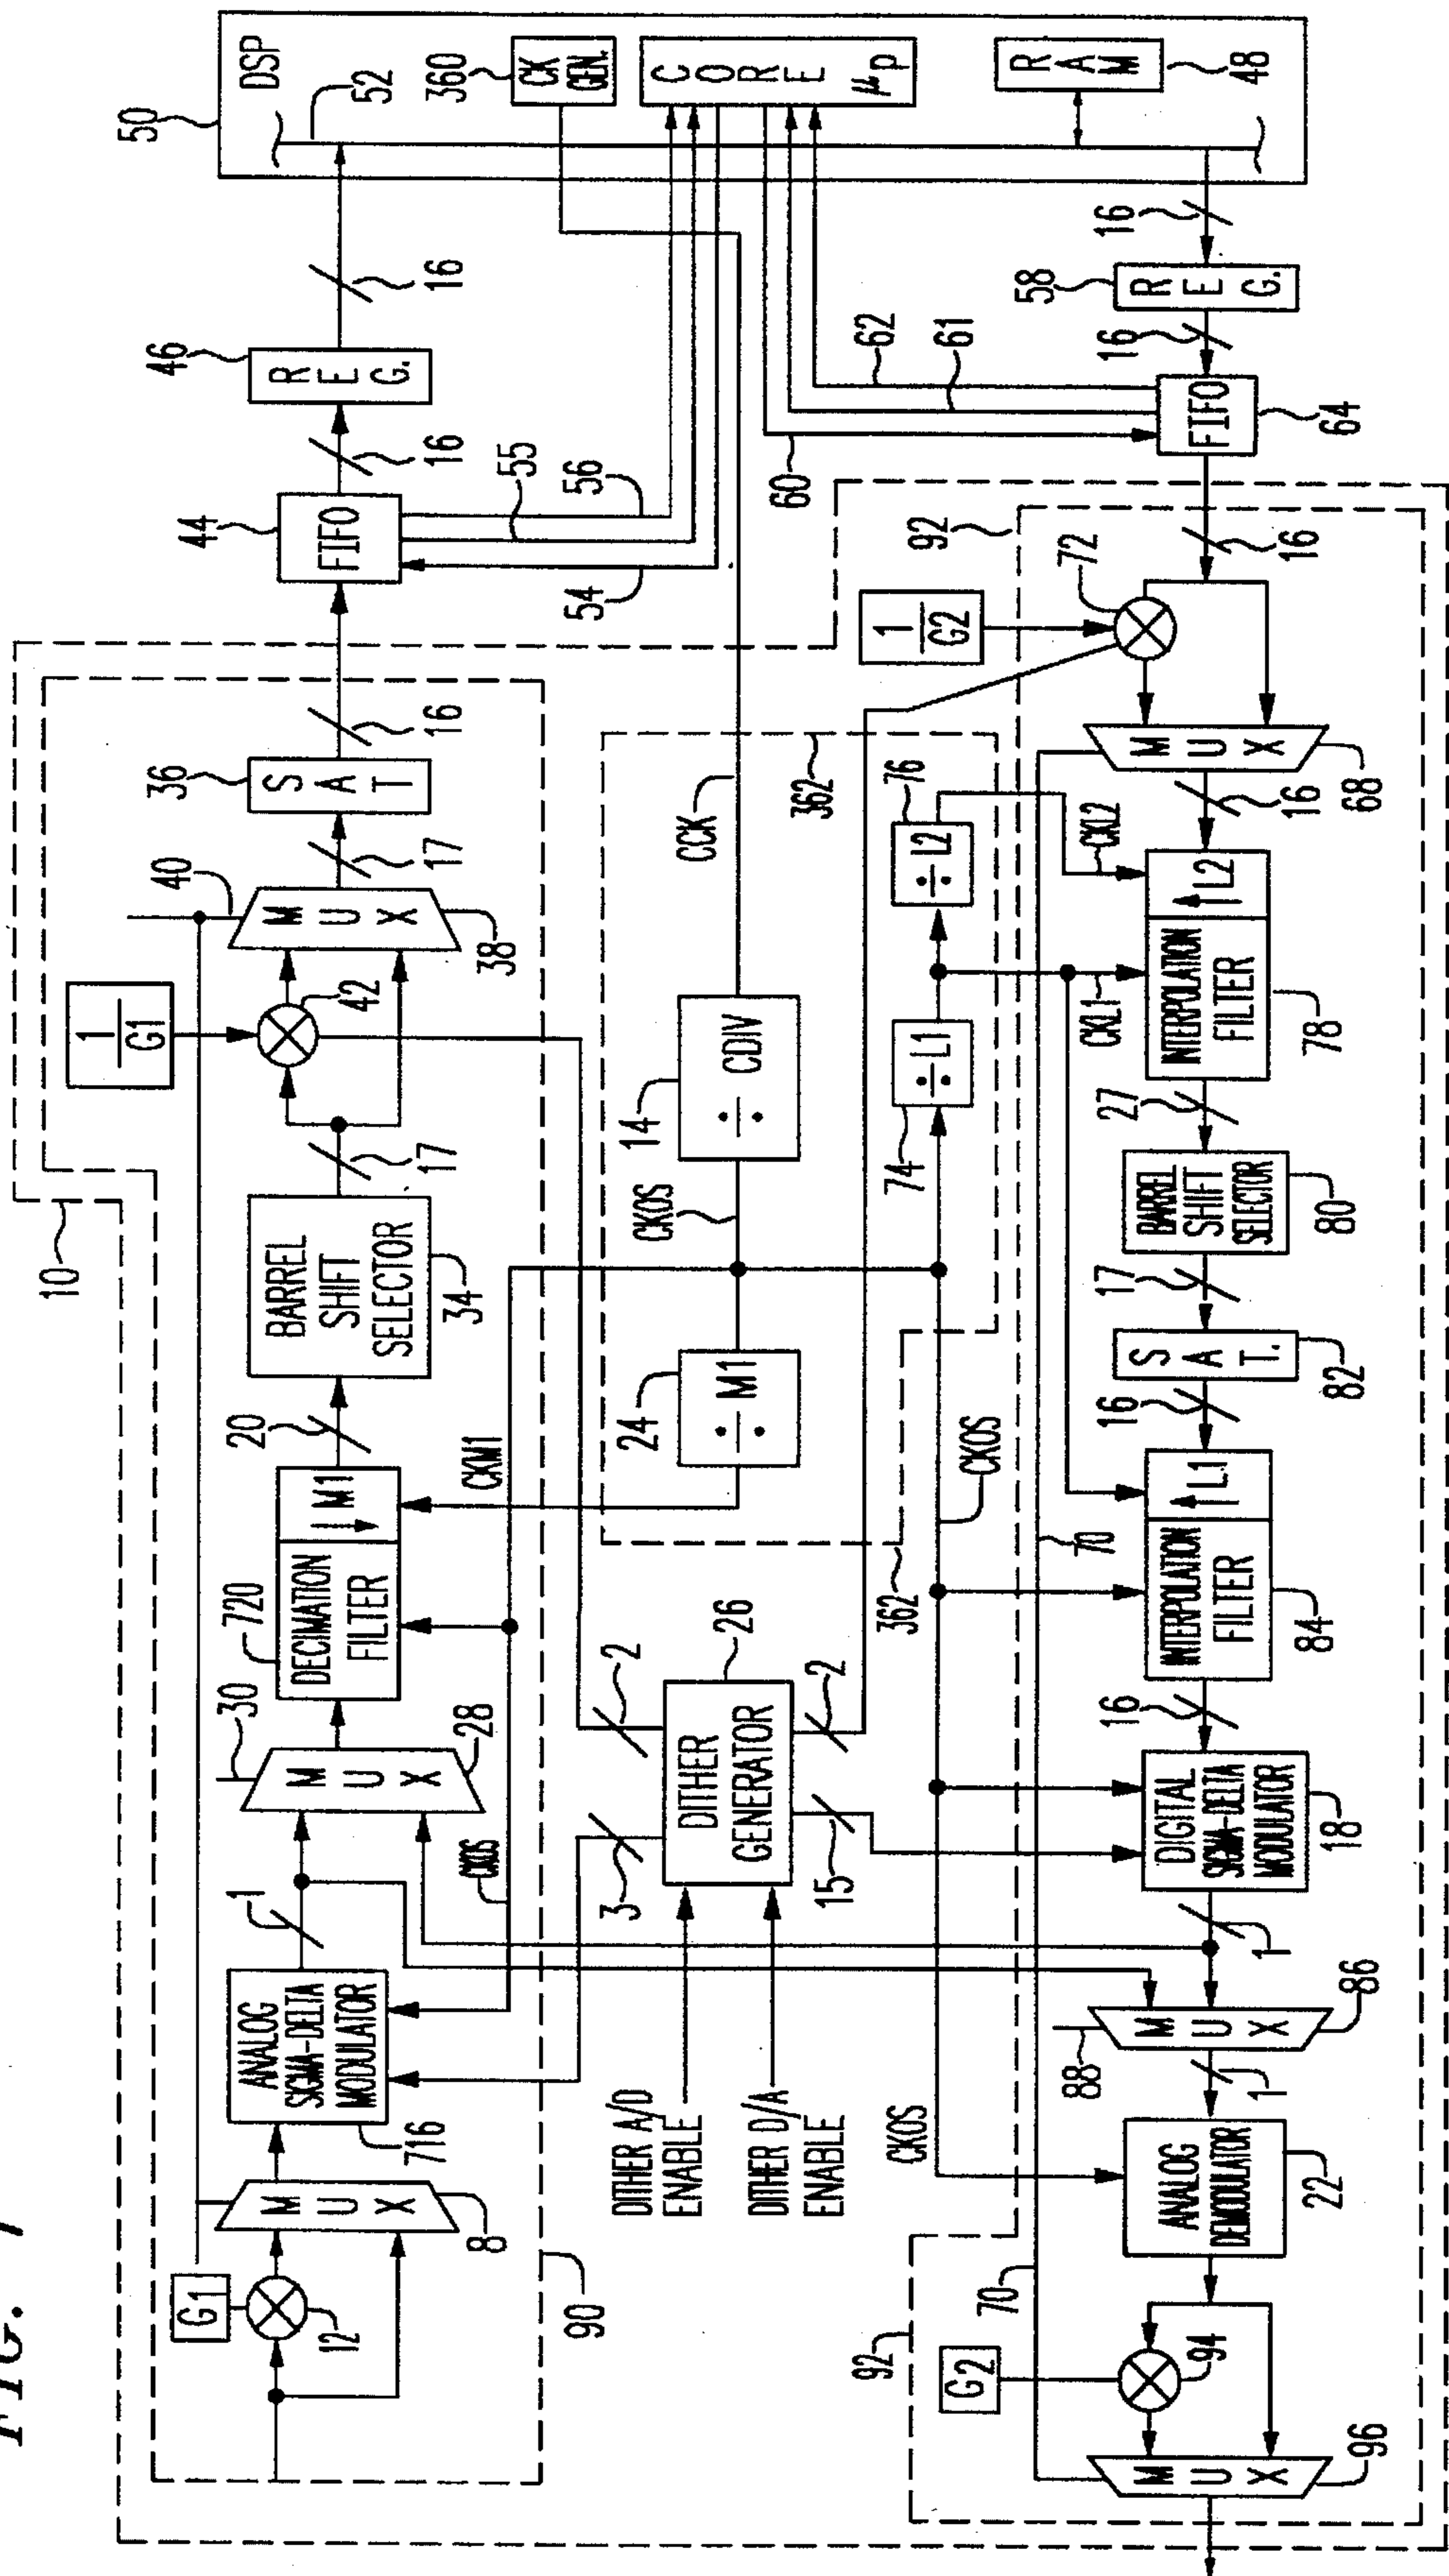 FIG. 1
10
90
G1
12
MUX
8
ANALOG
SIGMA-DELTA
MODULATOR
716
1
MUX
30
28
DECIMATION
FILTER
M1
720
20
BARREL
SHIFT
SELECTOR
34
17
1
G1
42
MUX
40
38
17
SAT
36
16
FIFO
44
16
REG.
46
16
50
DSP
52
CK
GEN.
360
CORE
μp
RAM
48
54
55
56
CKOS
CKM1
3
2
DITHER
GENERATOR
26
15
2
DITHER A/D
ENABLE
DITHER D/A
ENABLE
÷ M1
24
CKOS
÷ CDIV
14
CCK
362
362
÷ L1
74
÷ L2
76
CKOS
CKOS
CKL1
CKL2
1
G2
92
92
72
60
61
62
16
REG.
58
16
FIFO
64
16
MUX
68
16
L2
INTERPOLATION
FILTER
78
27
BARREL
SHIFT
SELECTOR
80
17
SAT.
82
16
L1
INTERPOLATION
FILTER
84
16
DIGITAL
SIGMA-DELTA
MODULATOR
18
1
MUX
86
88
1
ANALOG
DEMODULATOR
22
70
70
G2
94
MUX
96